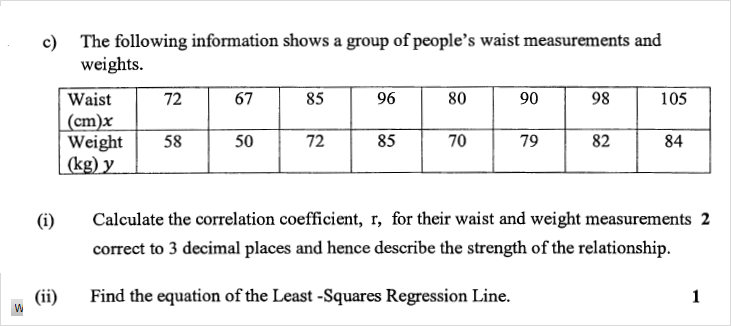 c) The following information shows a group of people's waist measurements and
weights.
Waist (cm)x 72 67 85 96 80 90 98 105
Weight (kg) y 58 50 72 85 70 79 82 84
(i) Calculate the correlation coefficient, r, for their waist and weight measurements 2
correct to 3 decimal places and hence describe the strength of the relationship.
(ii) Find the equation of the Least -Squares Regression Line. 1
W